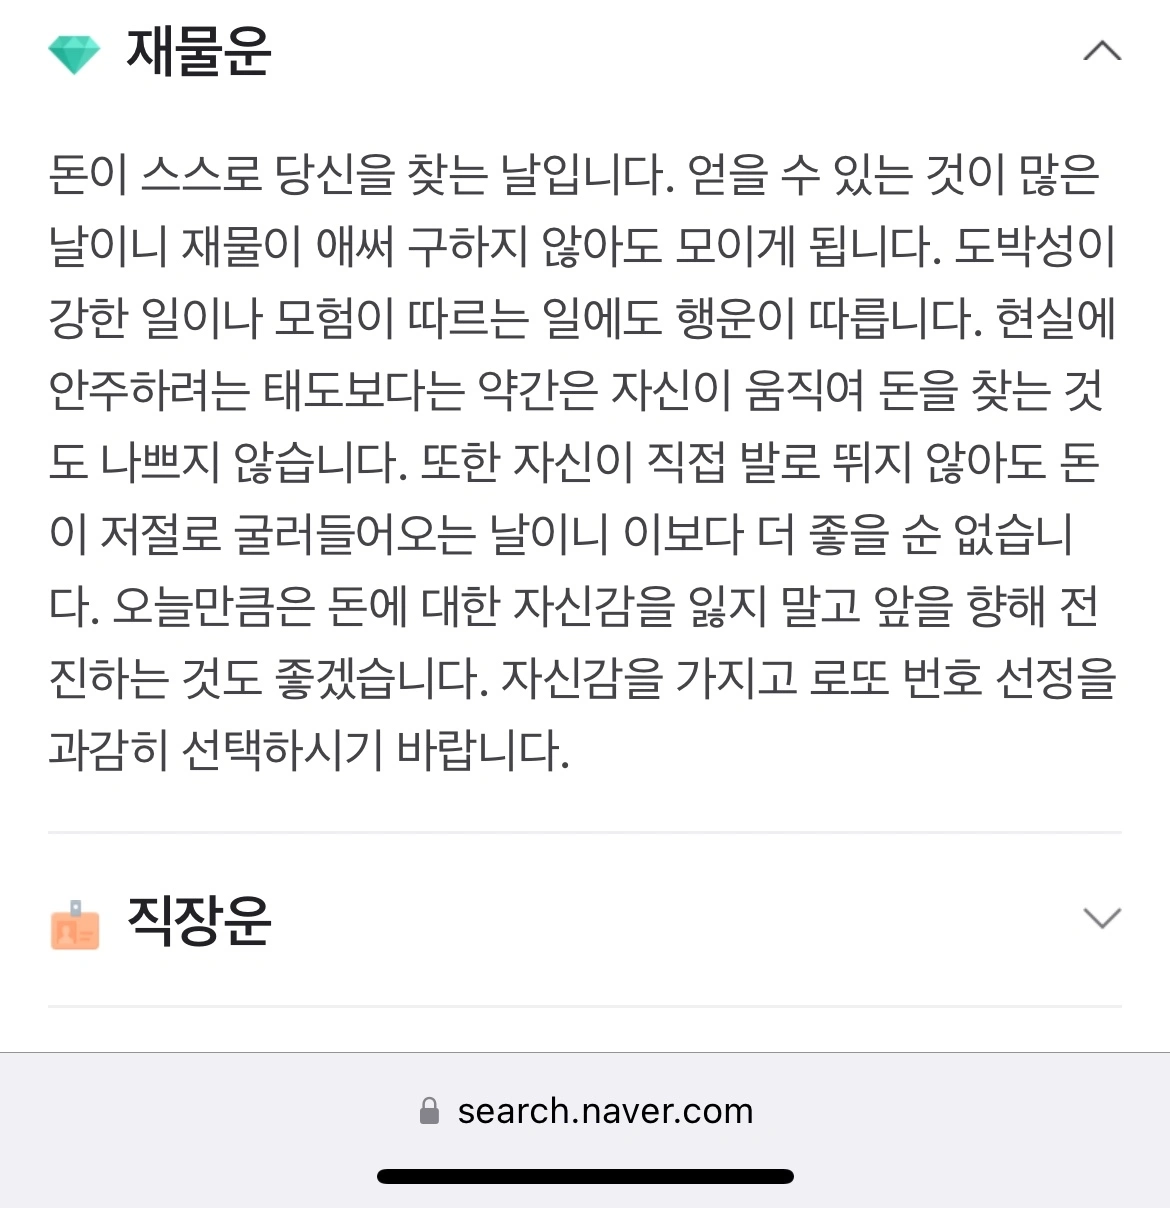 재물운
돈이 스스로 당신을 찾는 날입니다. 얻을 수 있는 것이 많은
날이니 재물이 애써 구하지 않아도 모이게 됩니다. 도박성이
강한 일이나 모험이 따르는 일에도 행운이 따릅니다. 현실에
안주하려는 태도보다는 약간은 자신이 움직여 돈을 찾는 것
도 나쁘지 않습니다. 또한 자신이 직접 발로 뛰지 않아도 돈
이 저절로 굴러들어오는 날이니 이보다 더 좋을 순 없습니
다. 오늘만큼은 돈에 대한 자신감을 잃지 말고 앞을 향해 전
진하는 것도 좋겠습니다. 자신감을 가지고 로또 번호 선정을
과감히 선택하시기 바랍니다.
직장운
search.naver.com